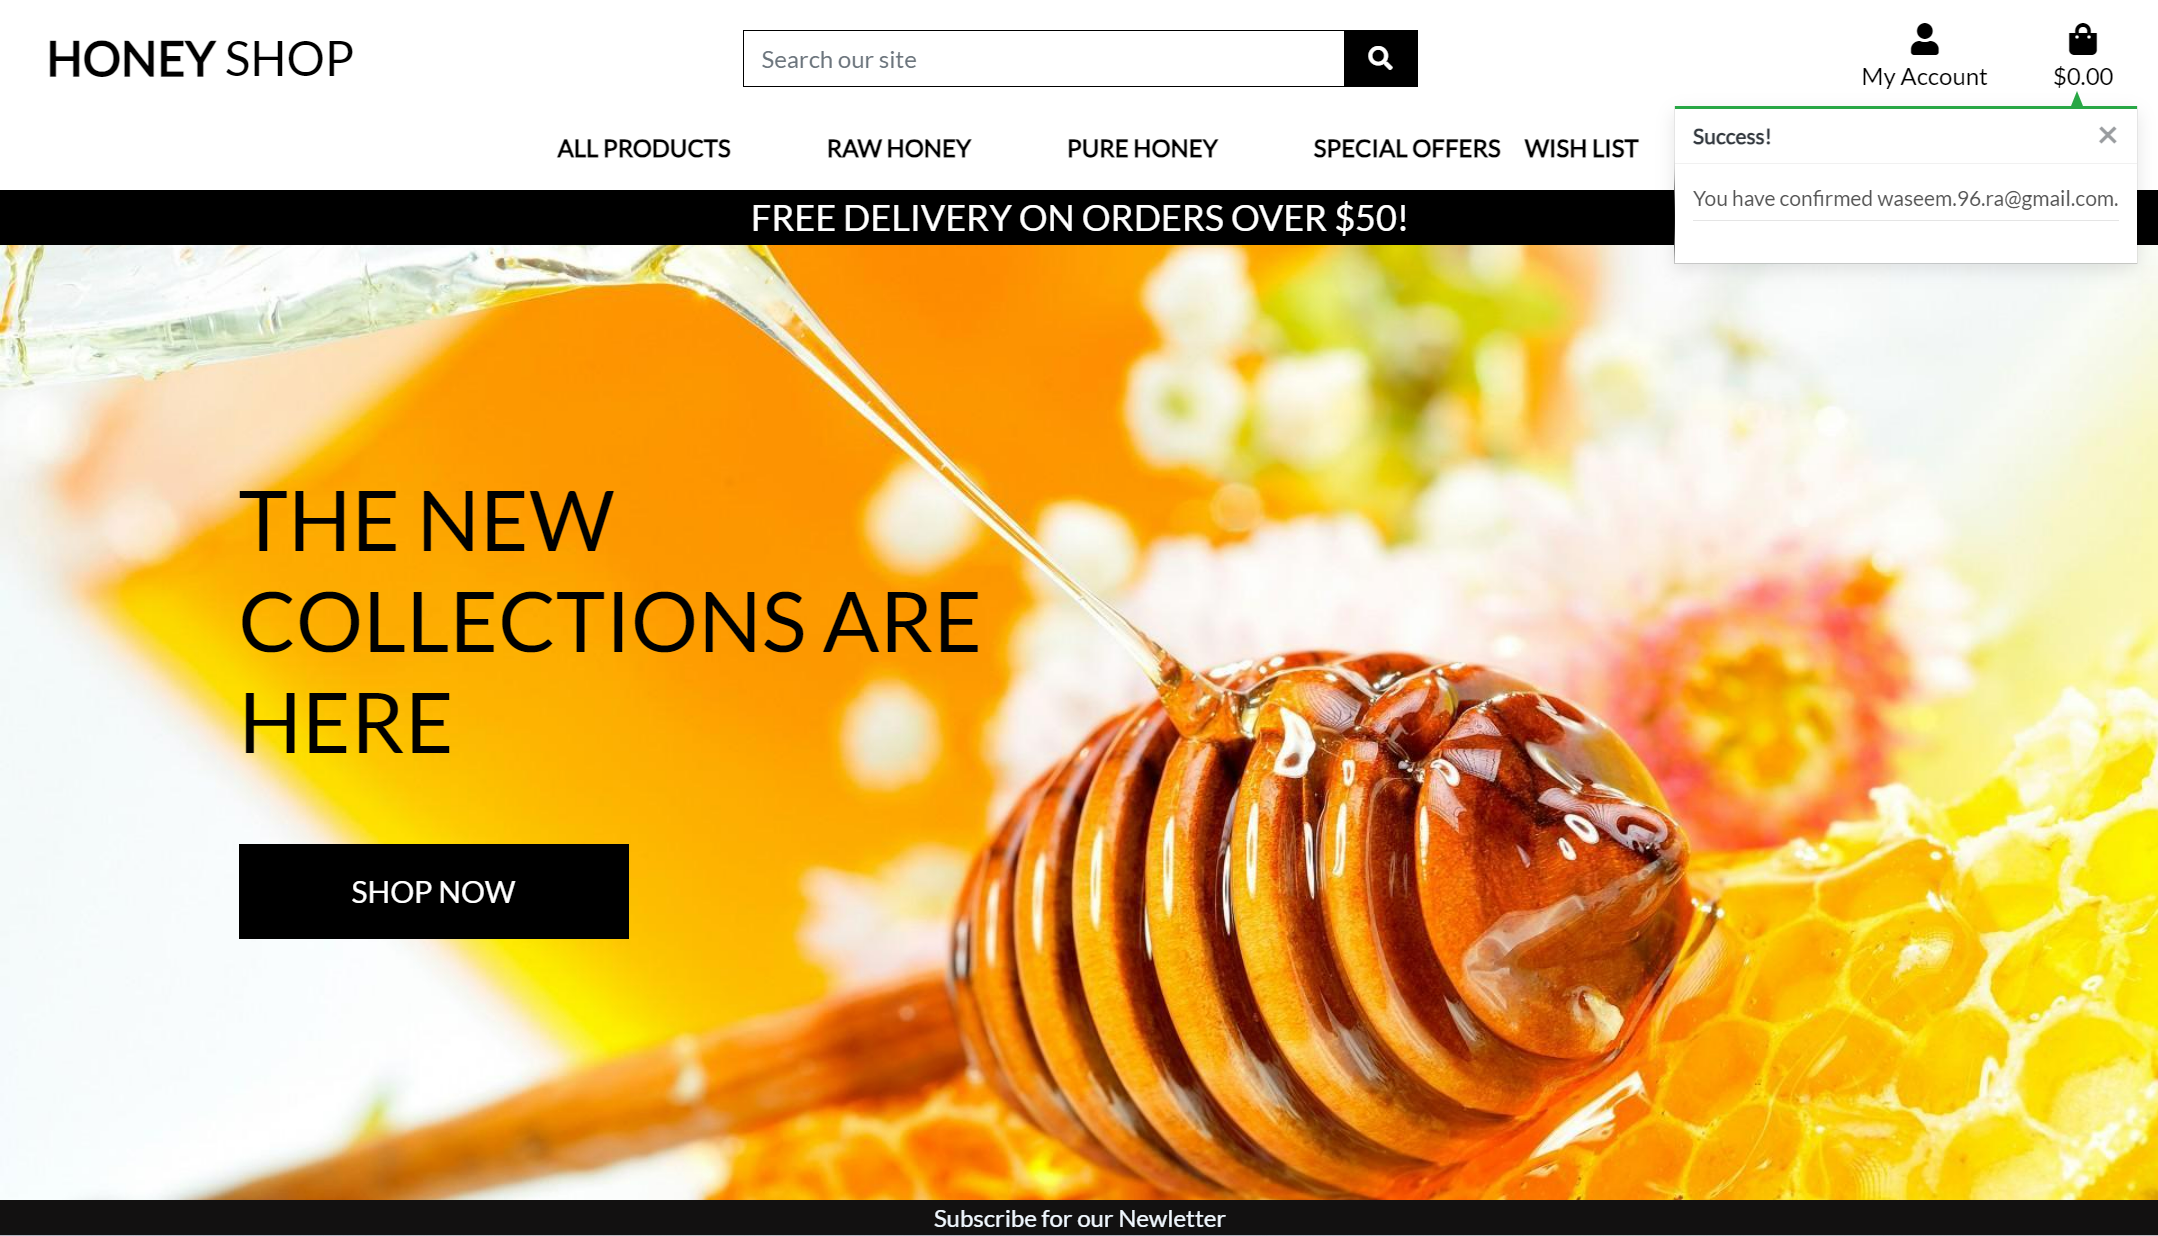 HONEY SHOP
Search our site
My Account
$0.00
ALL PRODUCTS
RAW HONEY
PURE HONEY
SPECIAL OFFERS
WISH LIST
Success!
×
You have confirmed waseem.96.ra@gmail.com.
FREE DELIVERY ON ORDERS OVER $50!
THE NEW
COLLECTIONS ARE
HERE
SHOP NOW
Subscribe for our Newletter